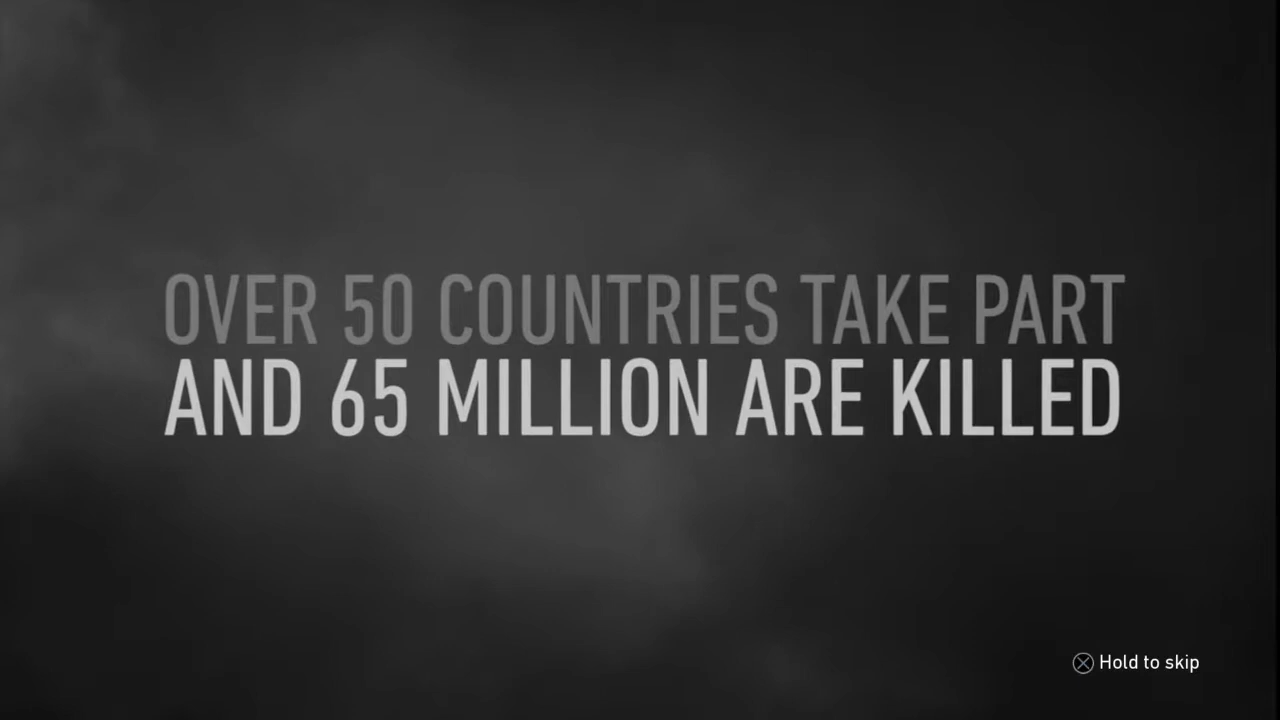 OVER 50 COUNTRIES TAKE PART
AND 65 MILLION ARE KILLED
Hold to skip